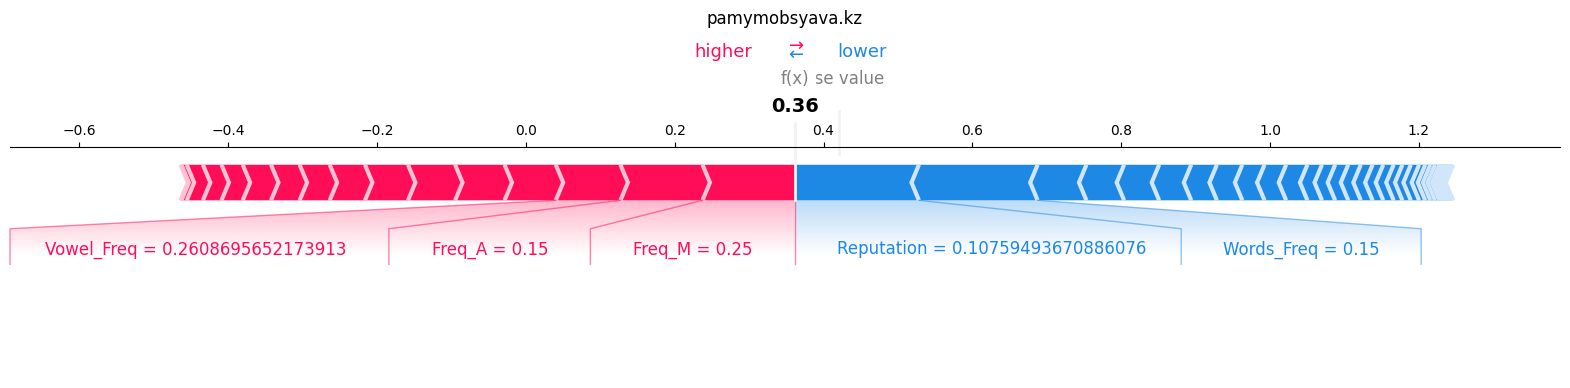 pamymobsyava.kz
higher ⇄ lower
f(x) se value
0.36
−0.6 −0.4 −0.2 0.0 0.2 0.4 0.6 0.8 1.0 1.2
Vowel_Freq = 0.2608695652173913 Freq_A = 0.15 Freq_M = 0.25 Reputation = 0.10759493670886076 Words_Freq = 0.15